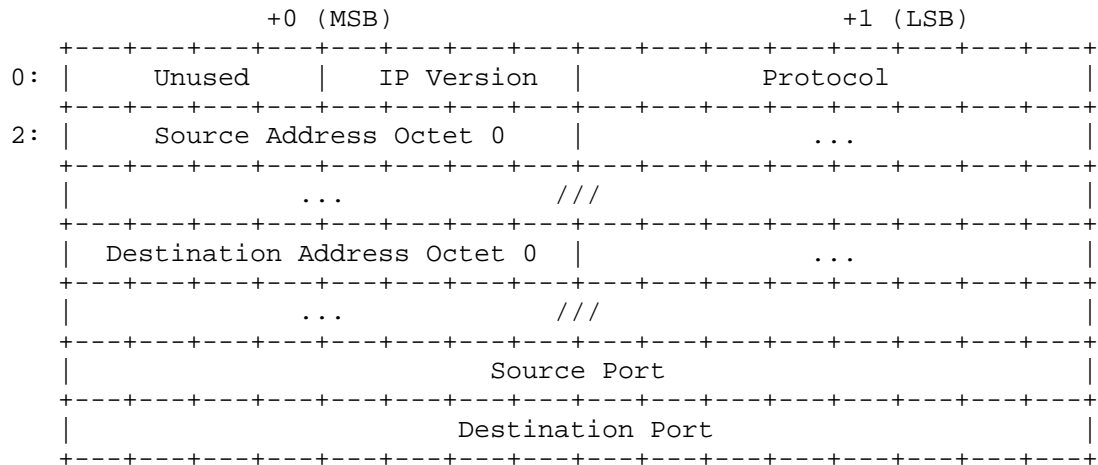 +0 (MSB) +1 (LSB)
+---+---+---+---+---+---+---+---+---+---+---+---+---+---+---+---+
0: | Unused | IP Version | Protocol |
+---+---+---+---+---+---+---+---+---+---+---+---+---+---+---+---+
2: | Source Address Octet 0 | ... |
+---+---+---+---+---+---+---+---+---+---+---+---+---+---+---+---+
| ... /// |
+---+---+---+---+---+---+---+---+---+---+---+---+---+---+---+---+
| Destination Address Octet 0 | ... |
+---+---+---+---+---+---+---+---+---+---+---+---+---+---+---+---+
| ... /// |
+---+---+---+---+---+---+---+---+---+---+---+---+---+---+---+---+
| Source Port |
+---+---+---+---+---+---+---+---+---+---+---+---+---+---+---+---+
| Destination Port |
+---+---+---+---+---+---+---+---+---+---+---+---+---+---+---+---+